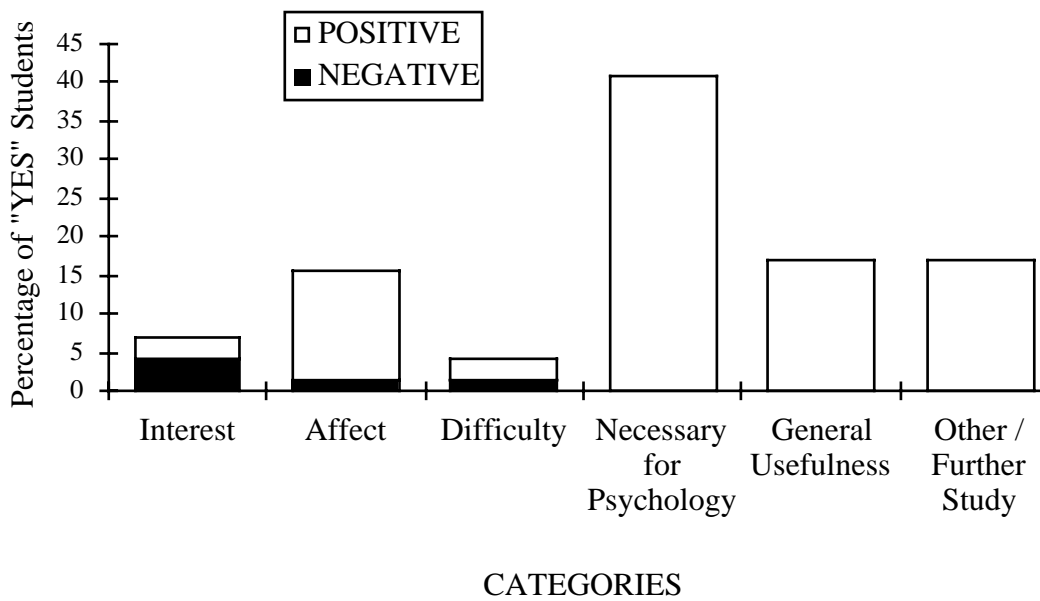 Percentage of "YES" Students
POSITIVE
NEGATIVE
45
40
35
30
25
20
15
10
5
0
Interest
Affect
Difficulty
Necessary
for
Psychology
General
Usefulness
Other /
Further
Study
CATEGORIES